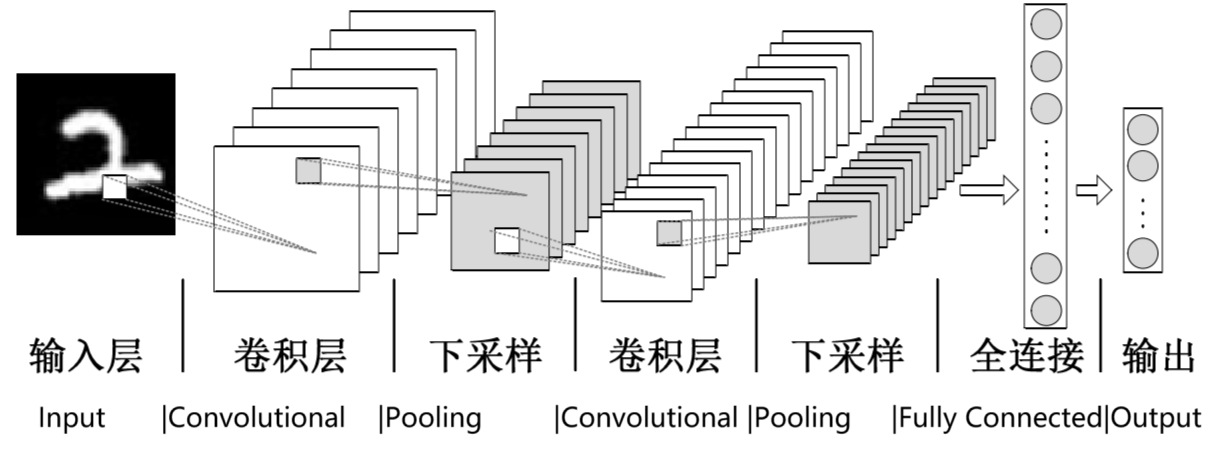 输入层 | 卷积层 | 下采样 | 卷积层 | 下采样 | 全连接 | 输出
Input |Convolutional |Pooling |Convolutional |Pooling |Fully Connected|Output